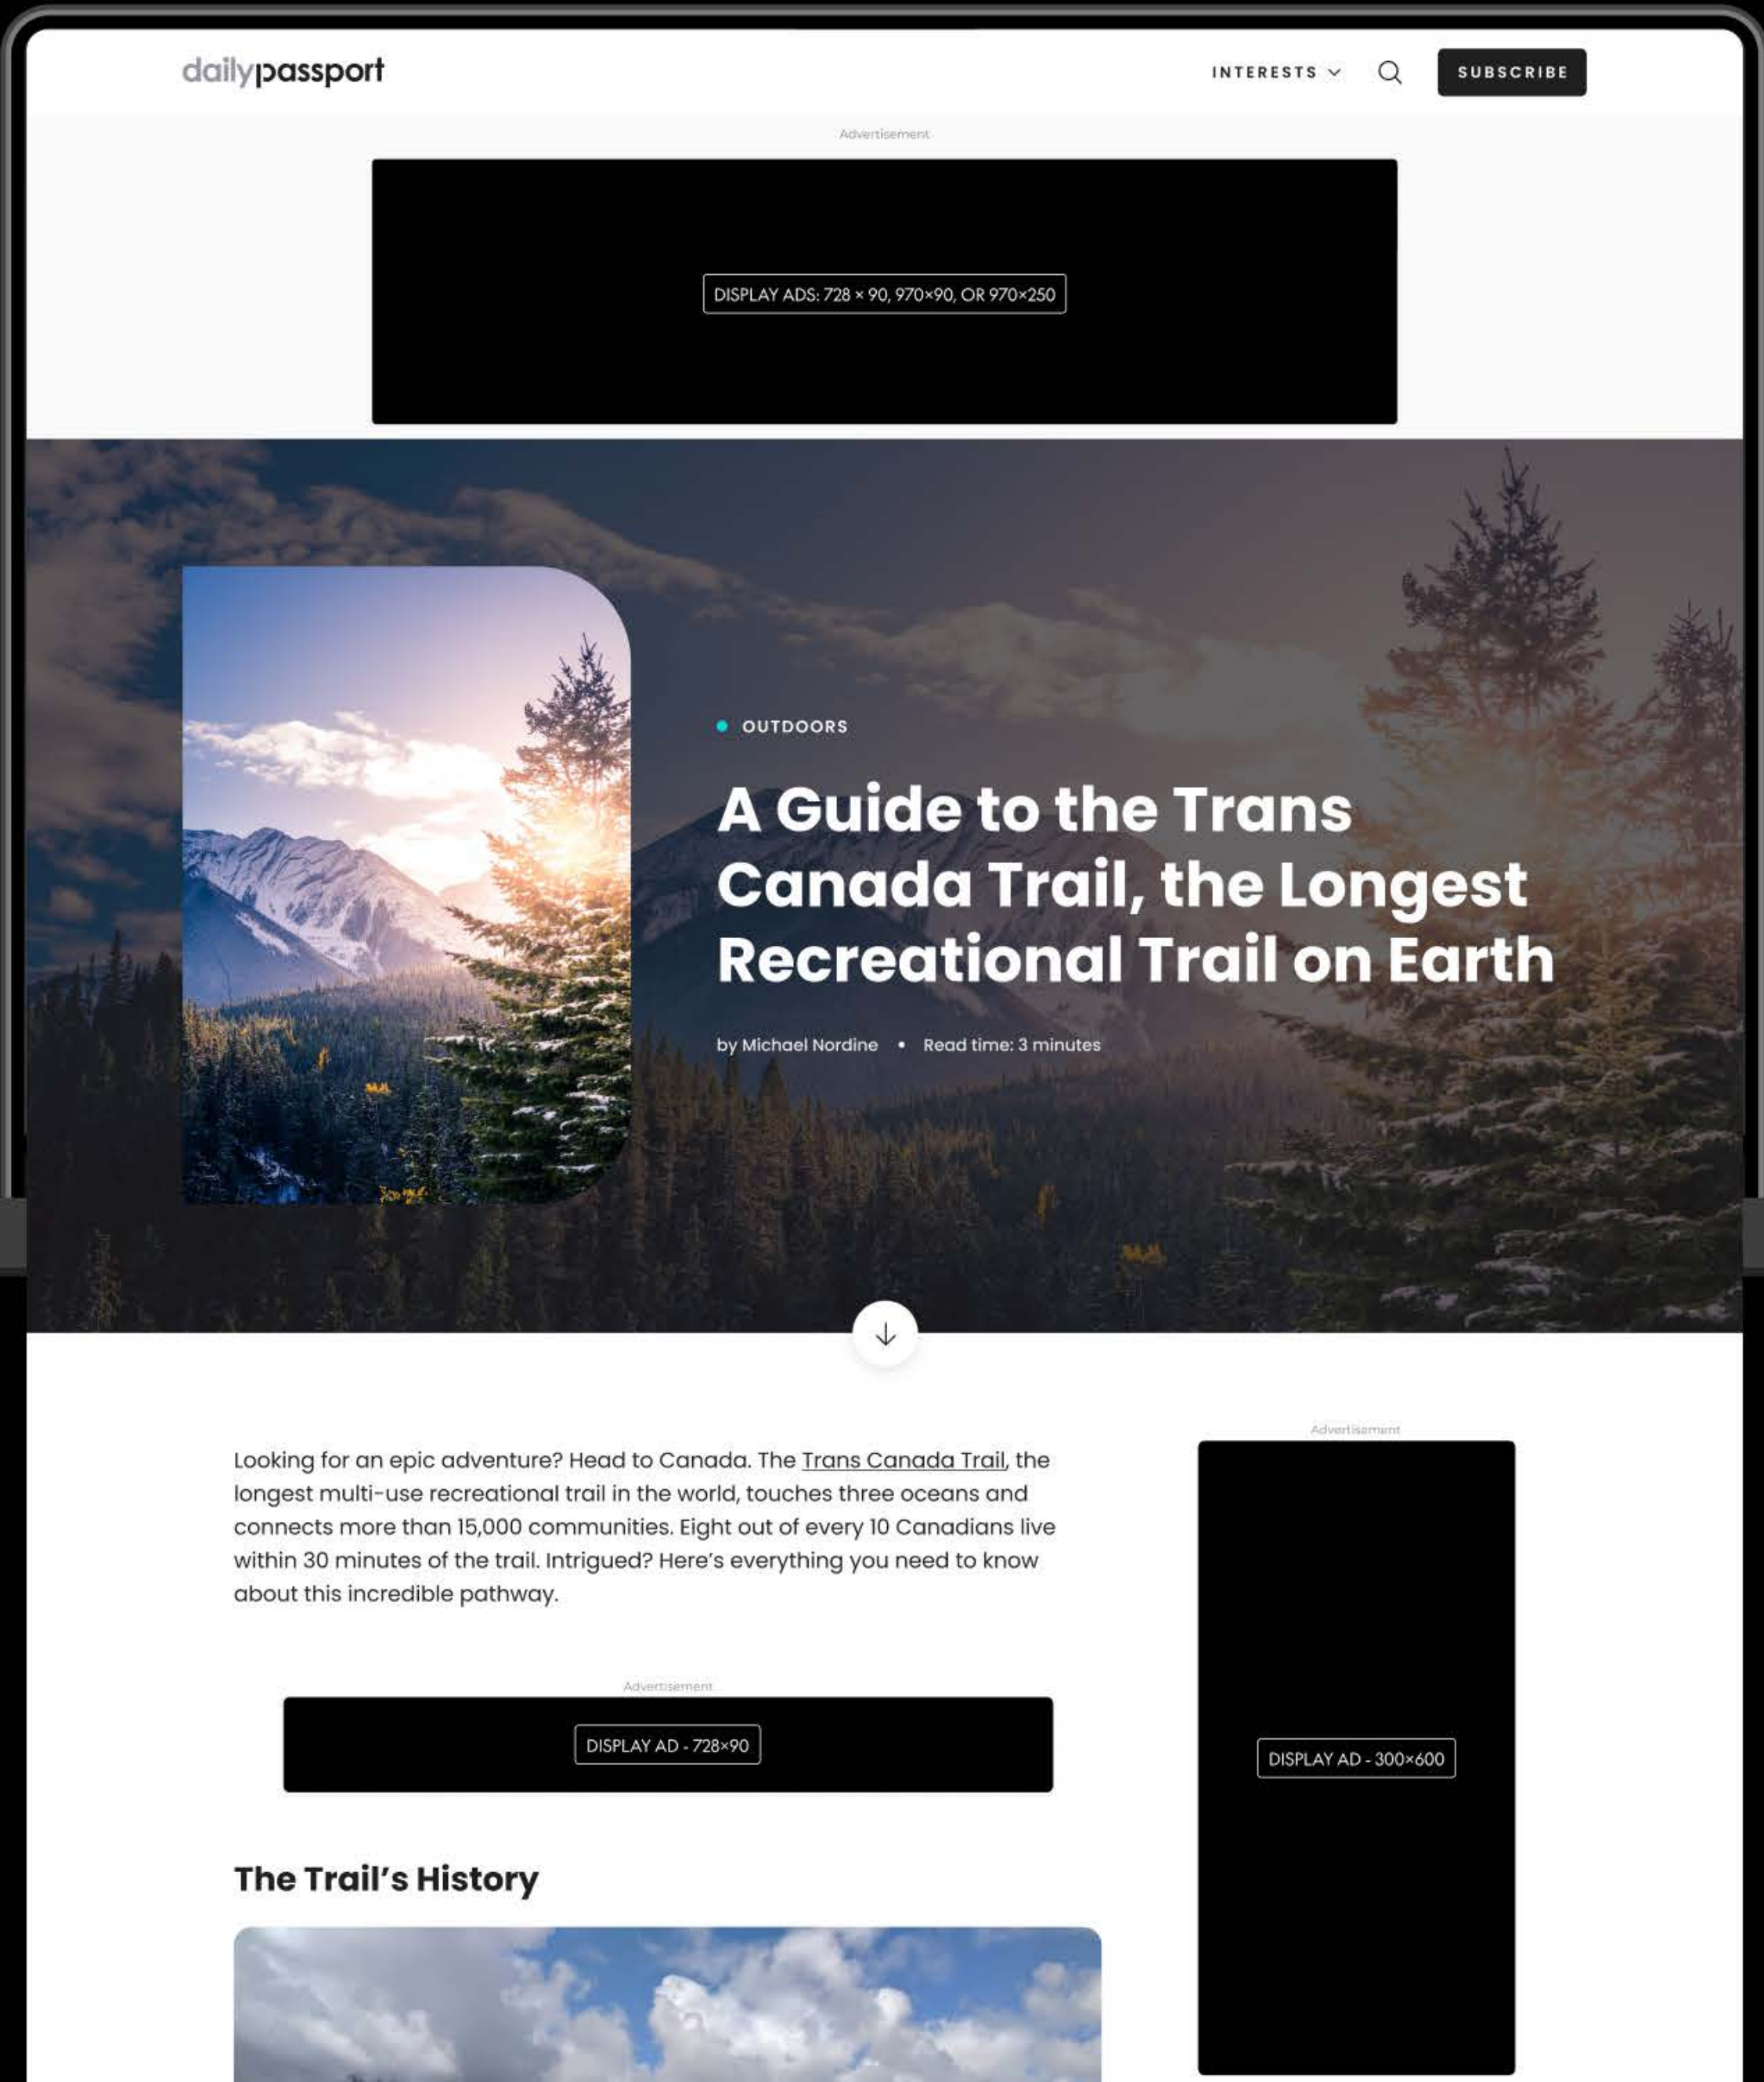 dailypassport
INTERESTS
SUBSCRIBE
Advertisement
DISPLAY ADS: 728 × 90, 970×90, OR 970×250
OUTDOORS
A Guide to the Trans
Canada Trail, the Longest
Recreational Trail on Earth
by Michael Nordine • Read time: 3 minutes
Looking for an epic adventure? Head to Canada. The Trans Canada Trail, the
longest multi-use recreational trail in the world, touches three oceans and
connects more than 15,000 communities. Eight out of every 10 Canadians live
within 30 minutes of the trail. Intrigued? Here's everything you need to know
about this incredible pathway.
Advertisement
DISPLAY AD - 728×90
The Trail's History
Advertisement
DISPLAY AD - 300×600